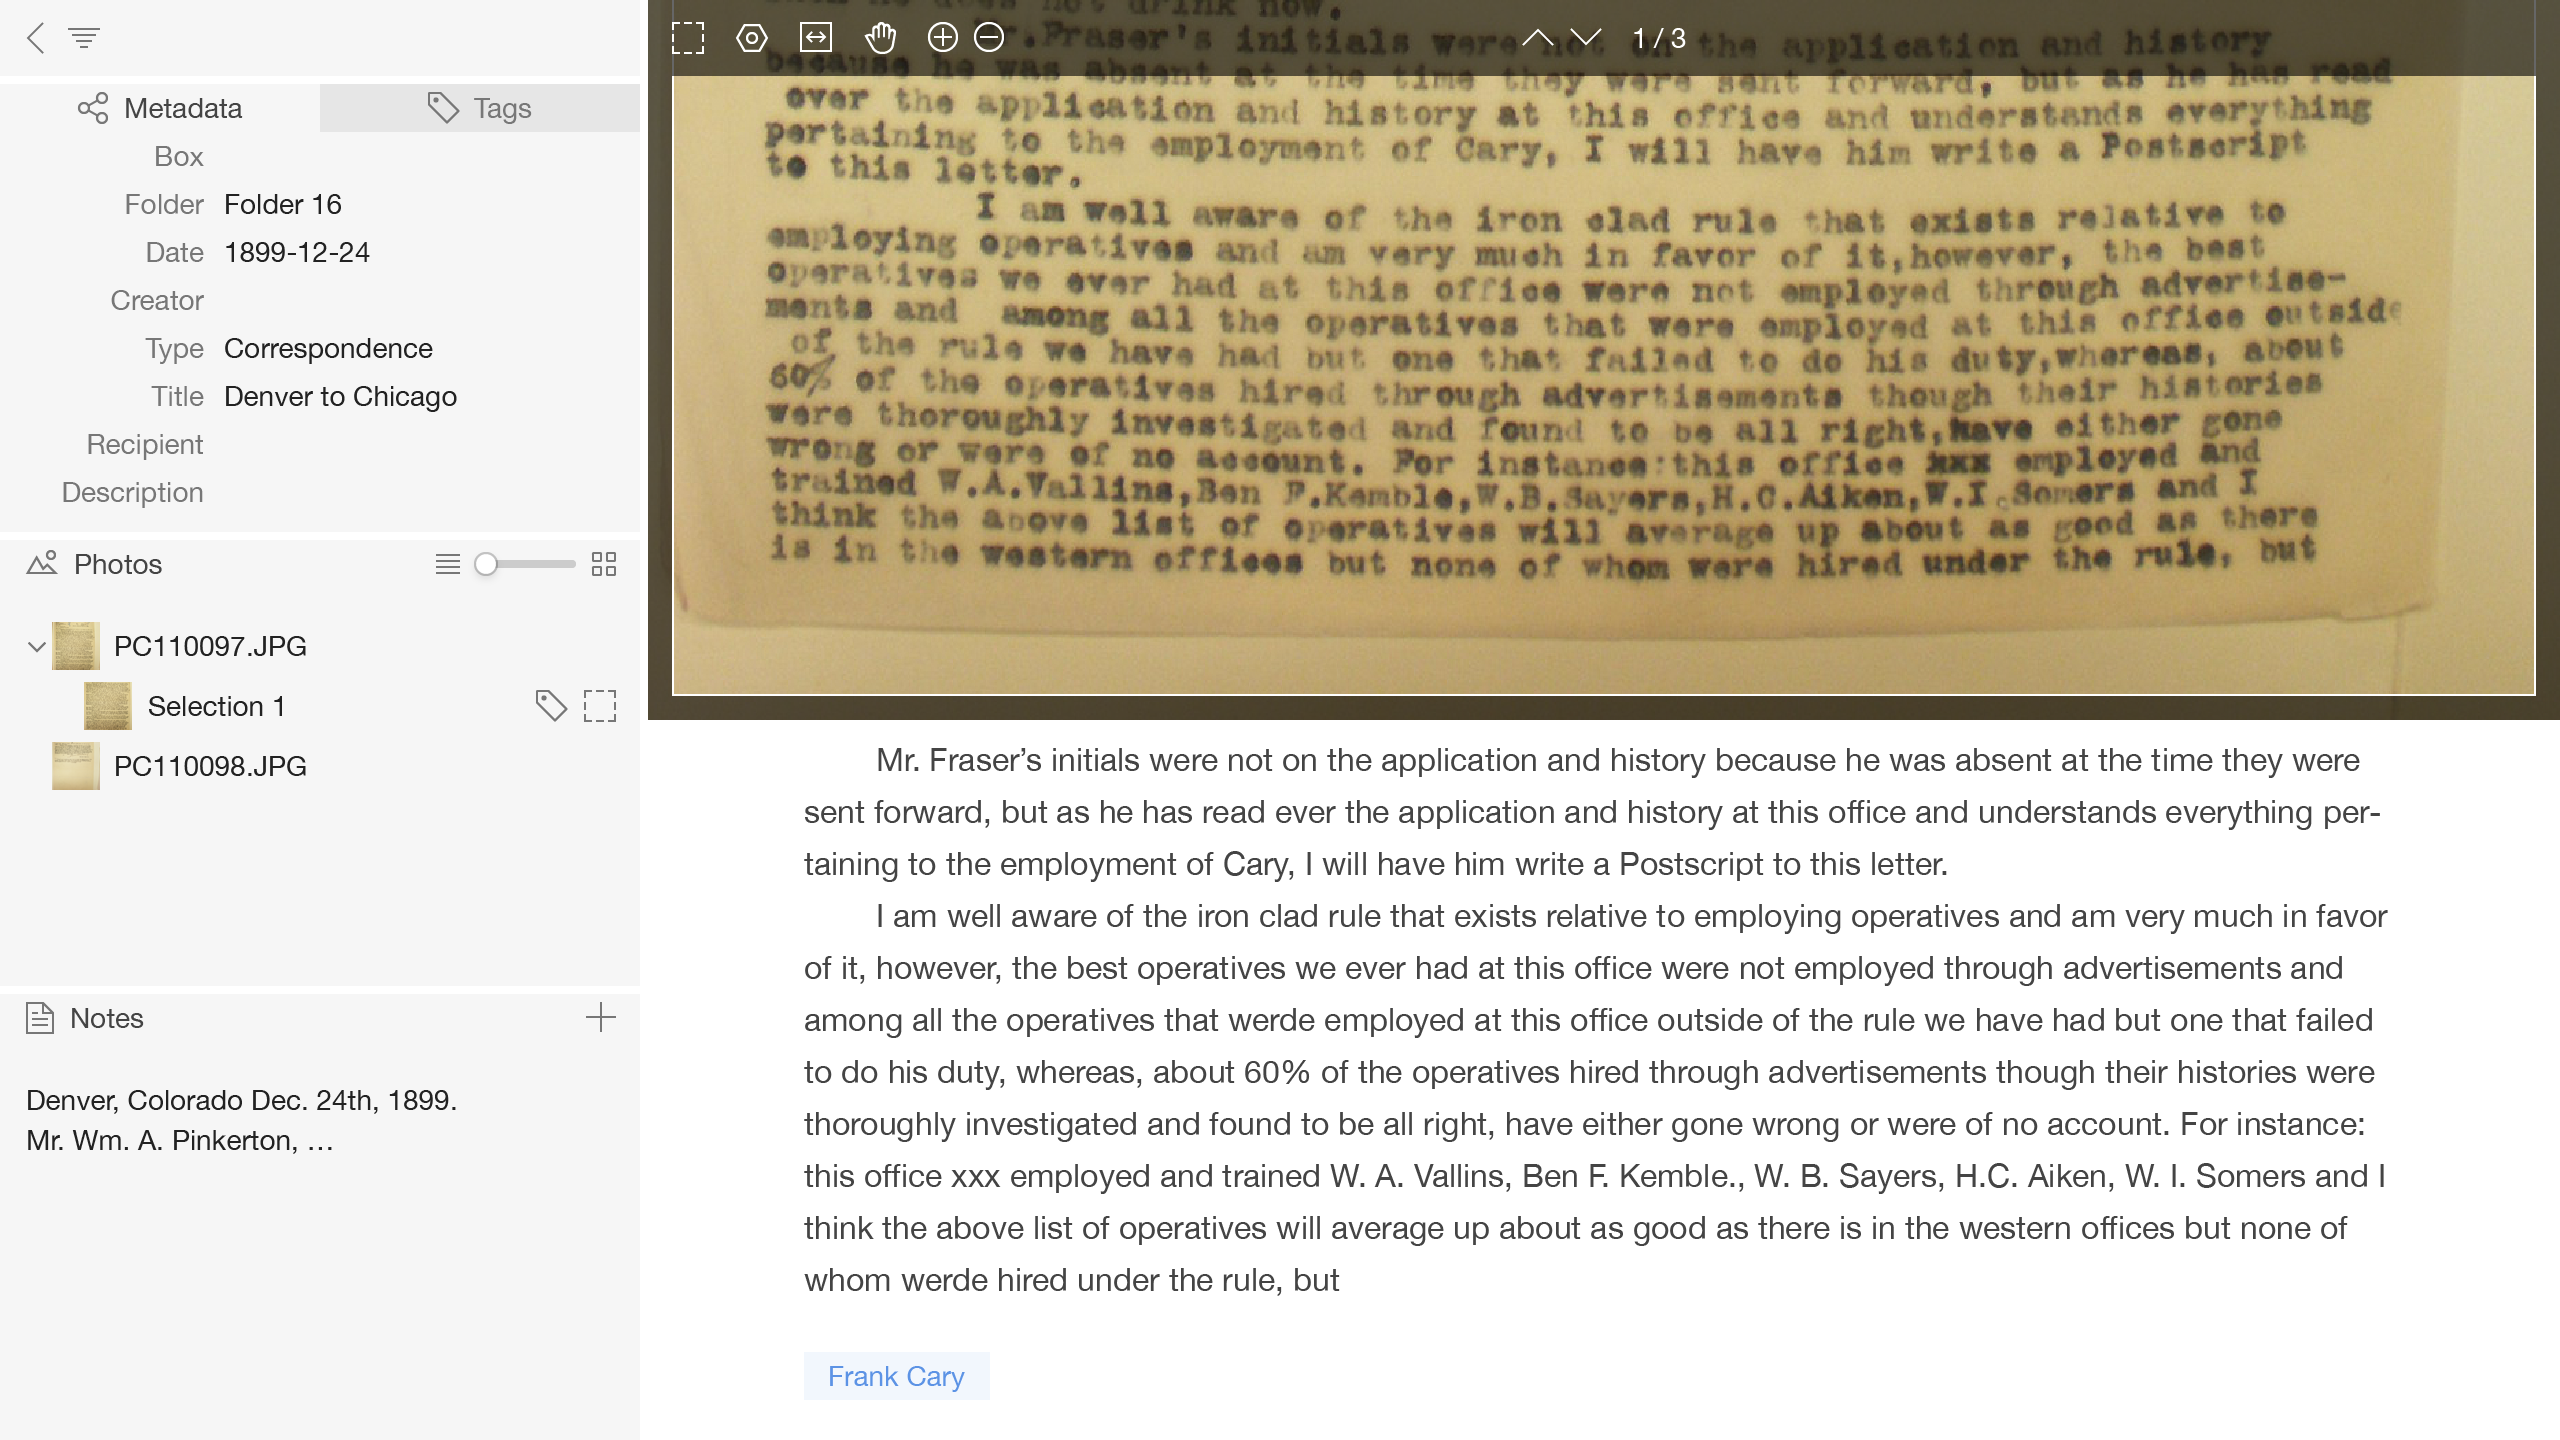 Metadata
Tags
Box
Folder Folder 16
Date 1899-12-24
Creator
Type Correspondence
Title Denver to Chicago
Recipient
Description
Photos
PC110097.JPG
Selection 1
PC110098.JPG
Notes
Denver, Colorado Dec. 24th, 1899.
Mr. Wm. A. Pinkerton, …
1 / 3
he does not drink now.
Mr.Fraser's initials were not on the application and history
because he was absent at the time they were sent forward, but as he has read
over the application and history at this office and understands everything
pertaining to the employment of Cary, I will have him write a Postscript
to this letter.
I am well aware of the iron clad rule that exists relative to
employing operatives and am very much in favor of it,however, the best
operatives we ever had at this office were not employed through advertise-
ments and among all the operatives that were employed at this office outside
of the rule we have had but one that failed to do his duty,whereas, about
60% of the operatives hired through advertisements though their histories
were thoroughly investigated and found to be all right,have either gone
wrong or were of no account. For instance:this office xxx employed and
trained W.A.Vallins,Ben F.Kemble,W.B.Sayers,H.C.Aiken,W.I.Somers and I
think the above list of operatives will average up about as good as there
is in the western offices but none of whom were hired under the rule, but
Mr. Fraser’s initials were not on the application and history because he was absent at the time they were
sent forward, but as he has read ever the application and history at this office and understands everything per-
taining to the employment of Cary, I will have him write a Postscript to this letter.
I am well aware of the iron clad rule that exists relative to employing operatives and am very much in favor
of it, however, the best operatives we ever had at this office were not employed through advertisements and
among all the operatives that werde employed at this office outside of the rule we have had but one that failed
to do his duty, whereas, about 60% of the operatives hired through advertisements though their histories were
thoroughly investigated and found to be all right, have either gone wrong or were of no account. For instance:
this office xxx employed and trained W. A. Vallins, Ben F. Kemble., W. B. Sayers, H.C. Aiken, W. I. Somers and I
think the above list of operatives will average up about as good as there is in the western offices but none of
whom werde hired under the rule, but
Frank Cary